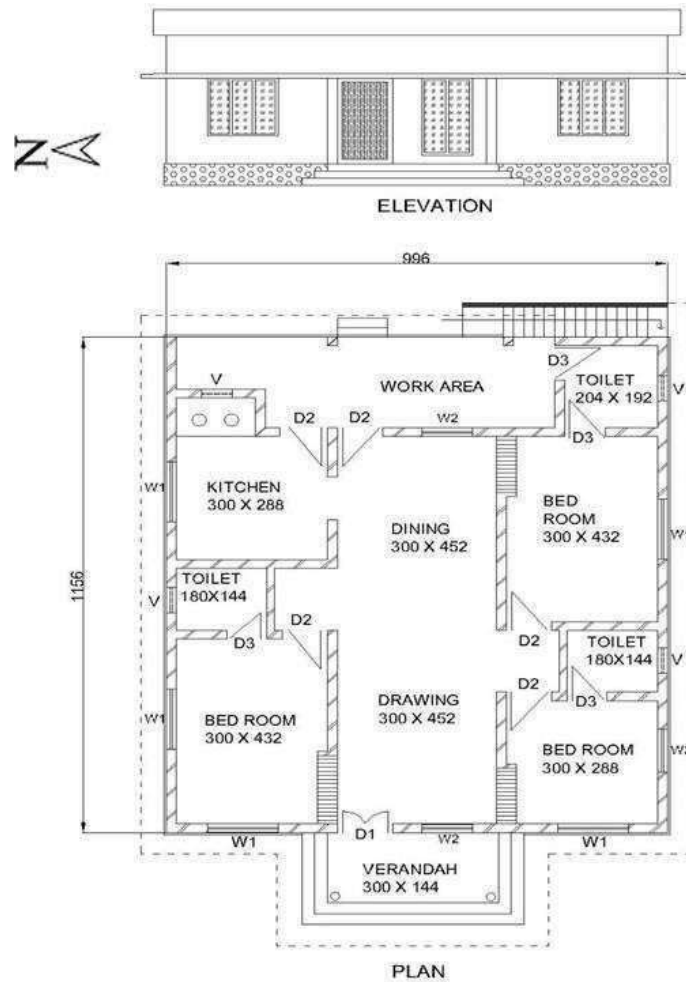 N
ELEVATION
996
1156
V
WORK AREA
D3
TOILET
204 X 192
V
D2
D2
W2
D3
W1
KITCHEN
300 X 288
DINING
300 X 452
BED
ROOM
300 X 432
V
TOILET
180X144
D3
D2
D2
TOILET
180X144
V
W1
BED ROOM
300 X 432
DRAWING
300 X 452
D2
D3
BED ROOM
300 X 288
W1
D1
W2
W1
VERANDAH
300 X 144
PLAN